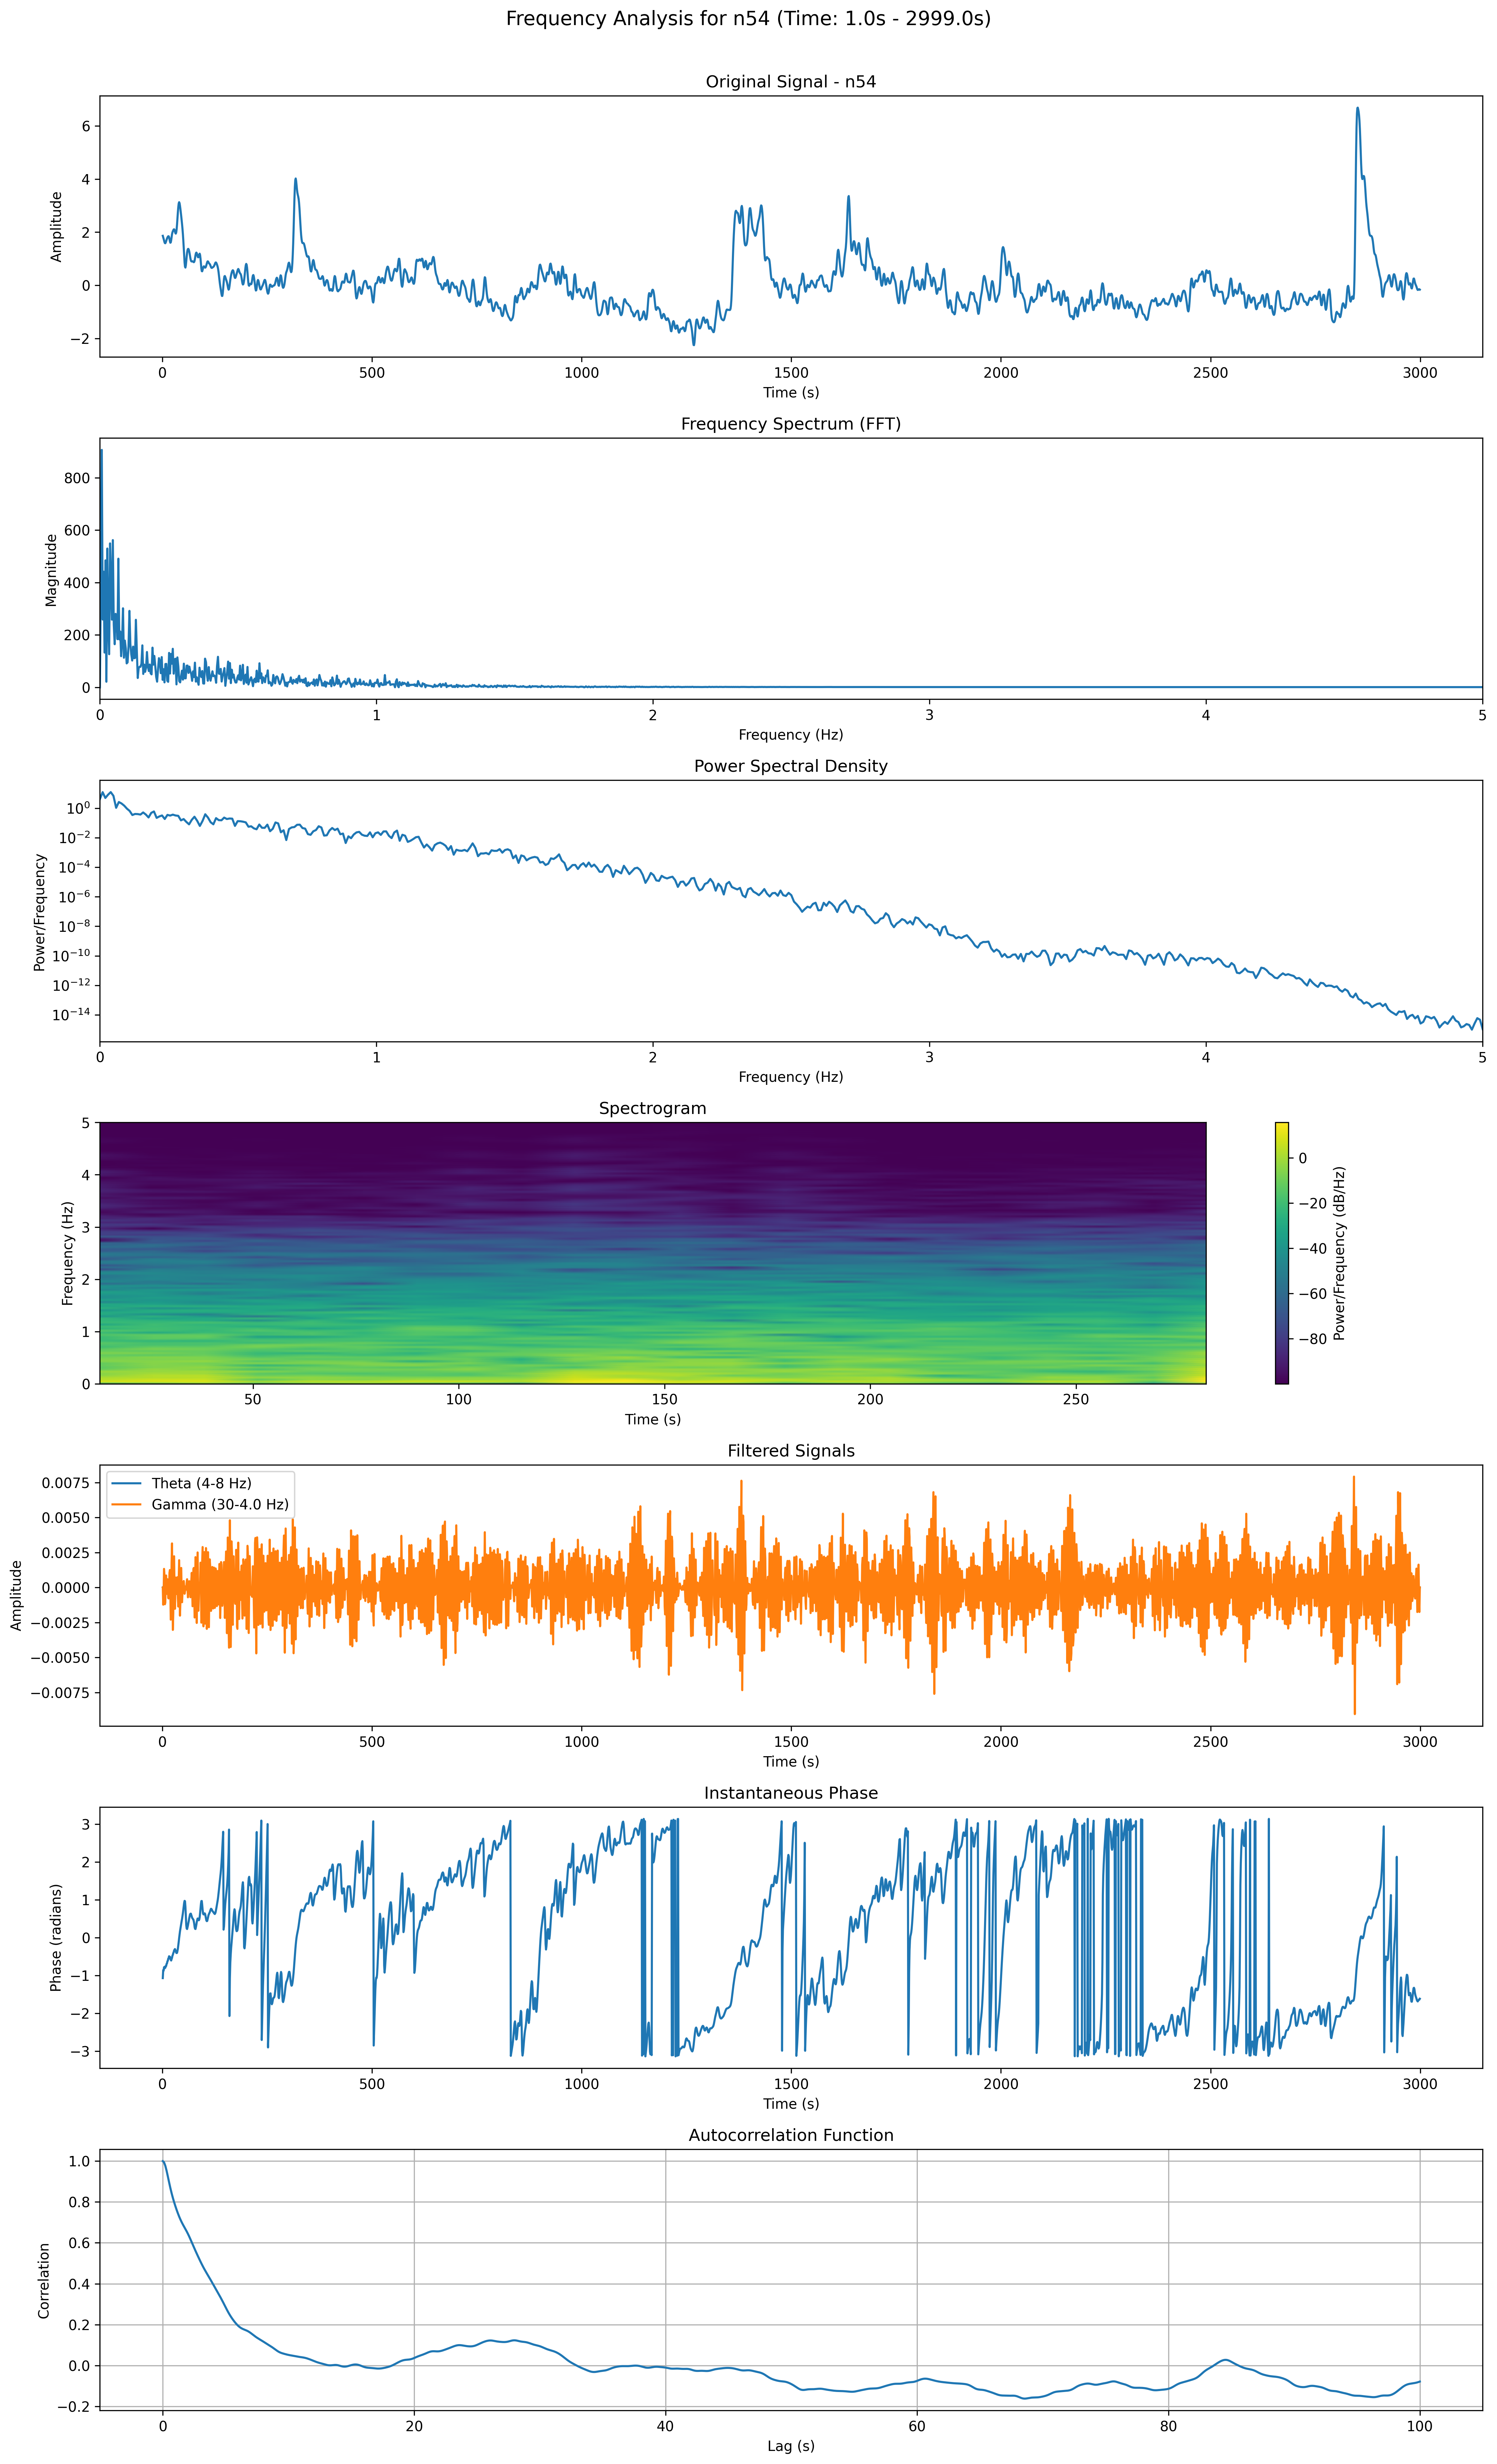 Frequency Analysis for n54 (Time: 1.0s - 2999.0s)
Original Signal - n54
Amplitude
6
4
2
0
−2
0 500 1000 1500 2000 2500 3000
Time (s)
Frequency Spectrum (FFT)
Magnitude
800
600
400
200
0
0 1 2 3 4 5
Frequency (Hz)
Power Spectral Density
Power/Frequency
10⁰
10⁻²
10⁻⁴
10⁻⁶
10⁻⁸
10⁻¹⁰
10⁻¹²
10⁻¹⁴
0 1 2 3 4 5
Frequency (Hz)
Spectrogram
Frequency (Hz)
5
4
3
2
1
0
50 100 150 200 250
Time (s)
0
−20
−40
−60
−80
Power/Frequency (dB/Hz)
Filtered Signals
Theta (4-8 Hz)
Gamma (30-4.0 Hz)
Amplitude
0.0075
0.0050
0.0025
0.0000
−0.0025
−0.0050
−0.0075
0 500 1000 1500 2000 2500 3000
Time (s)
Instantaneous Phase
Phase (radians)
3
2
1
0
−1
−2
−3
0 500 1000 1500 2000 2500 3000
Time (s)
Autocorrelation Function
Correlation
1.0
0.8
0.6
0.4
0.2
0.0
−0.2
0 20 40 60 80 100
Lag (s)